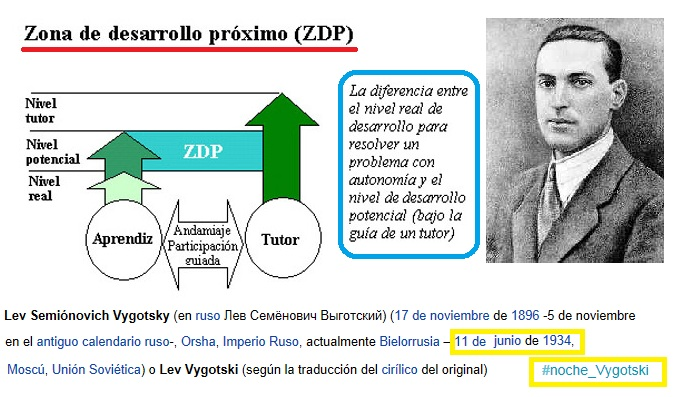 Zona de desarrollo próximo (ZDP)
Nivel
tutor
Nivel
potencial
Nivel
real
ZDP
Aprendiz
Andamiaje
Participación
guiada
Tutor
La diferencia entre
el nivel real de
desarrollo para
resolver un
problema con
autonomía y el
nivel de desarrollo
potencial (bajo la
guía de un tutor)
Lev Semiónovich Vygotsky (en ruso Лев Семёнович Выготский) (17 de noviembre de 1896 -5 de noviembre
en el antiguo calendario ruso-, Orsha, Imperio Ruso, actualmente Bielorrusia – 11 de junio de 1934,
Moscú, Unión Soviética) o Lev Vygotski (según la traducción del cirílico del original)
#noche_Vygotski